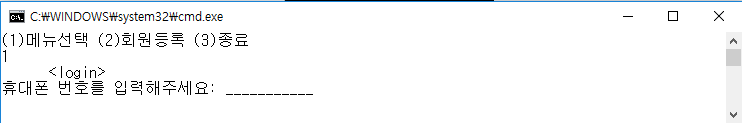 C:₩WINDOWS₩system32₩cmd.exe
(1)메뉴선택 (2)회원등록 (3)종료
1
<login>
휴대폰 번호를 입력해주세요: ___________